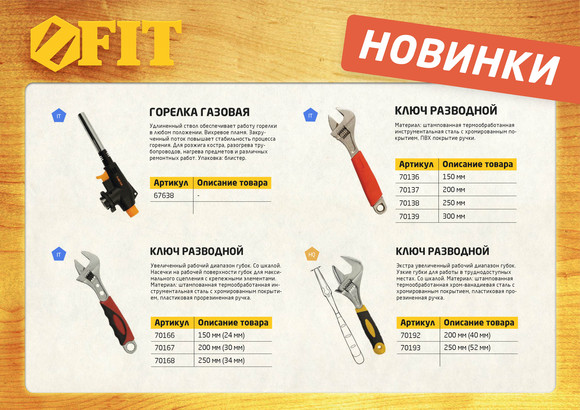 FIT
НОВИНКИ
IT
ГОРЕЛКА ГАЗОВАЯ
Удлиненный ствол обеспечивает работу горелки
в любом положении. Вихревое пламя. Закру-
ченный поток повышает стабильность процесса
горения. Для розжига костра, разогрева тру-
бопроводов, нагрева предметов и различных
ремонтных работ. Упаковка: блистер.
Артикул Описание товара
67638 -
IT
КЛЮЧ РАЗВОДНОЙ
Материал: штампованная термообработанная
инструментальная сталь с хромированным по-
крытием, ПВХ покрытие ручки.
Артикул Описание товара
70136 150 мм
70137 200 мм
70138 250 мм
70139 300 мм
IT
КЛЮЧ РАЗВОДНОЙ
Увеличенный рабочий диапазон губок. Со шкалой.
Насечки на рабочей поверхности губок для макси-
мального сцепления с крепежными элементами.
Материал: штампованная термообработанная ин-
струментальная сталь с хромированным покрыти-
ем, пластиковая прорезиненная ручка.
Артикул Описание товара
70166 150 мм (24 мм)
70167 200 мм (30 мм)
70168 250 мм (34 мм)
HQ
КЛЮЧ РАЗВОДНОЙ
Экстра увеличенный рабочий диапазон губок.
Узкие губки для работы в труднодоступных
местах. Со шкалой. Материал: штампованная
термообработанная хром-ванадиевая сталь с
хромированным покрытием, пластиковая про-
резиненная ручка.
Артикул Описание товара
70192 200 мм (40 мм)
70193 250 мм (52 мм)